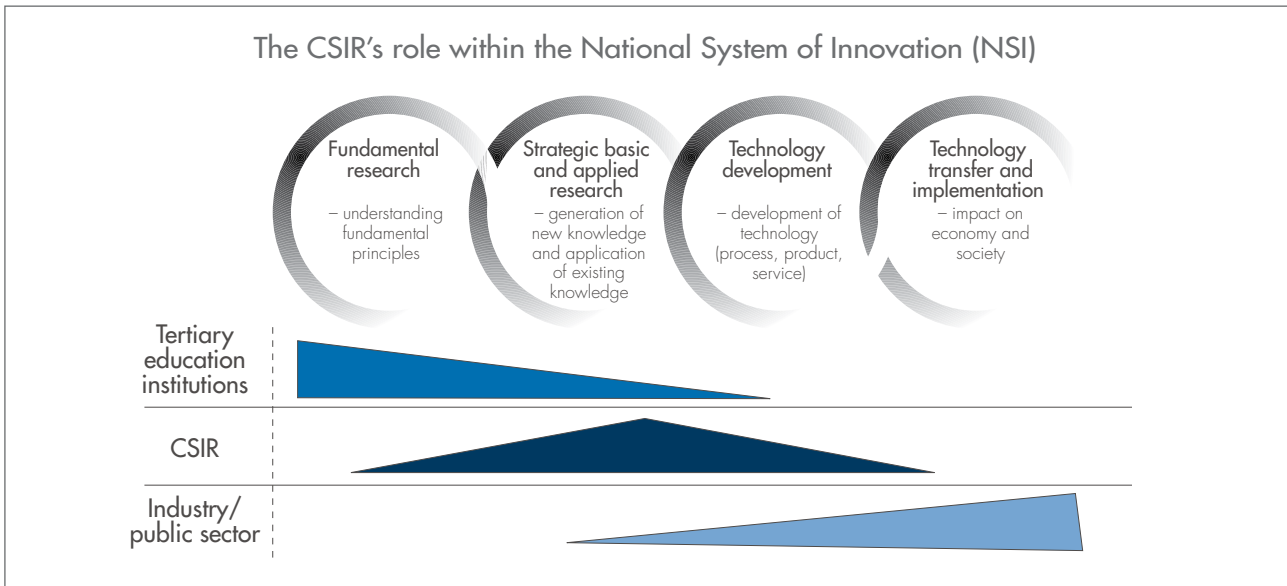 The CSIR’s role within the National System of Innovation (NSI)
Fundamental
research
– understanding
fundamental
principles
Strategic basic
and applied
research
– generation of
new knowledge
and application
of existing
knowledge
Technology
development
– development of
technology
(process, product,
service)
Technology
transfer and
implementation
– impact on
economy and
society
Tertiary
education
institutions
CSIR
Industry/
public sector